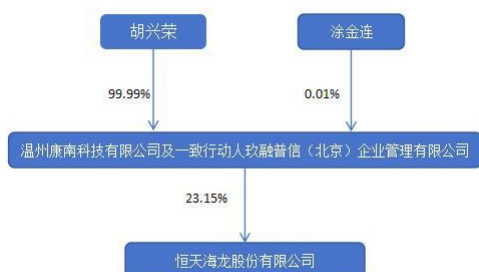 胡兴荣
涂金连
99.99%
0.01%
温州康南科技有限公司及一致行动人玖融普信（北京）企业管理有限公司
23.15%
恒天海龙股份有限公司